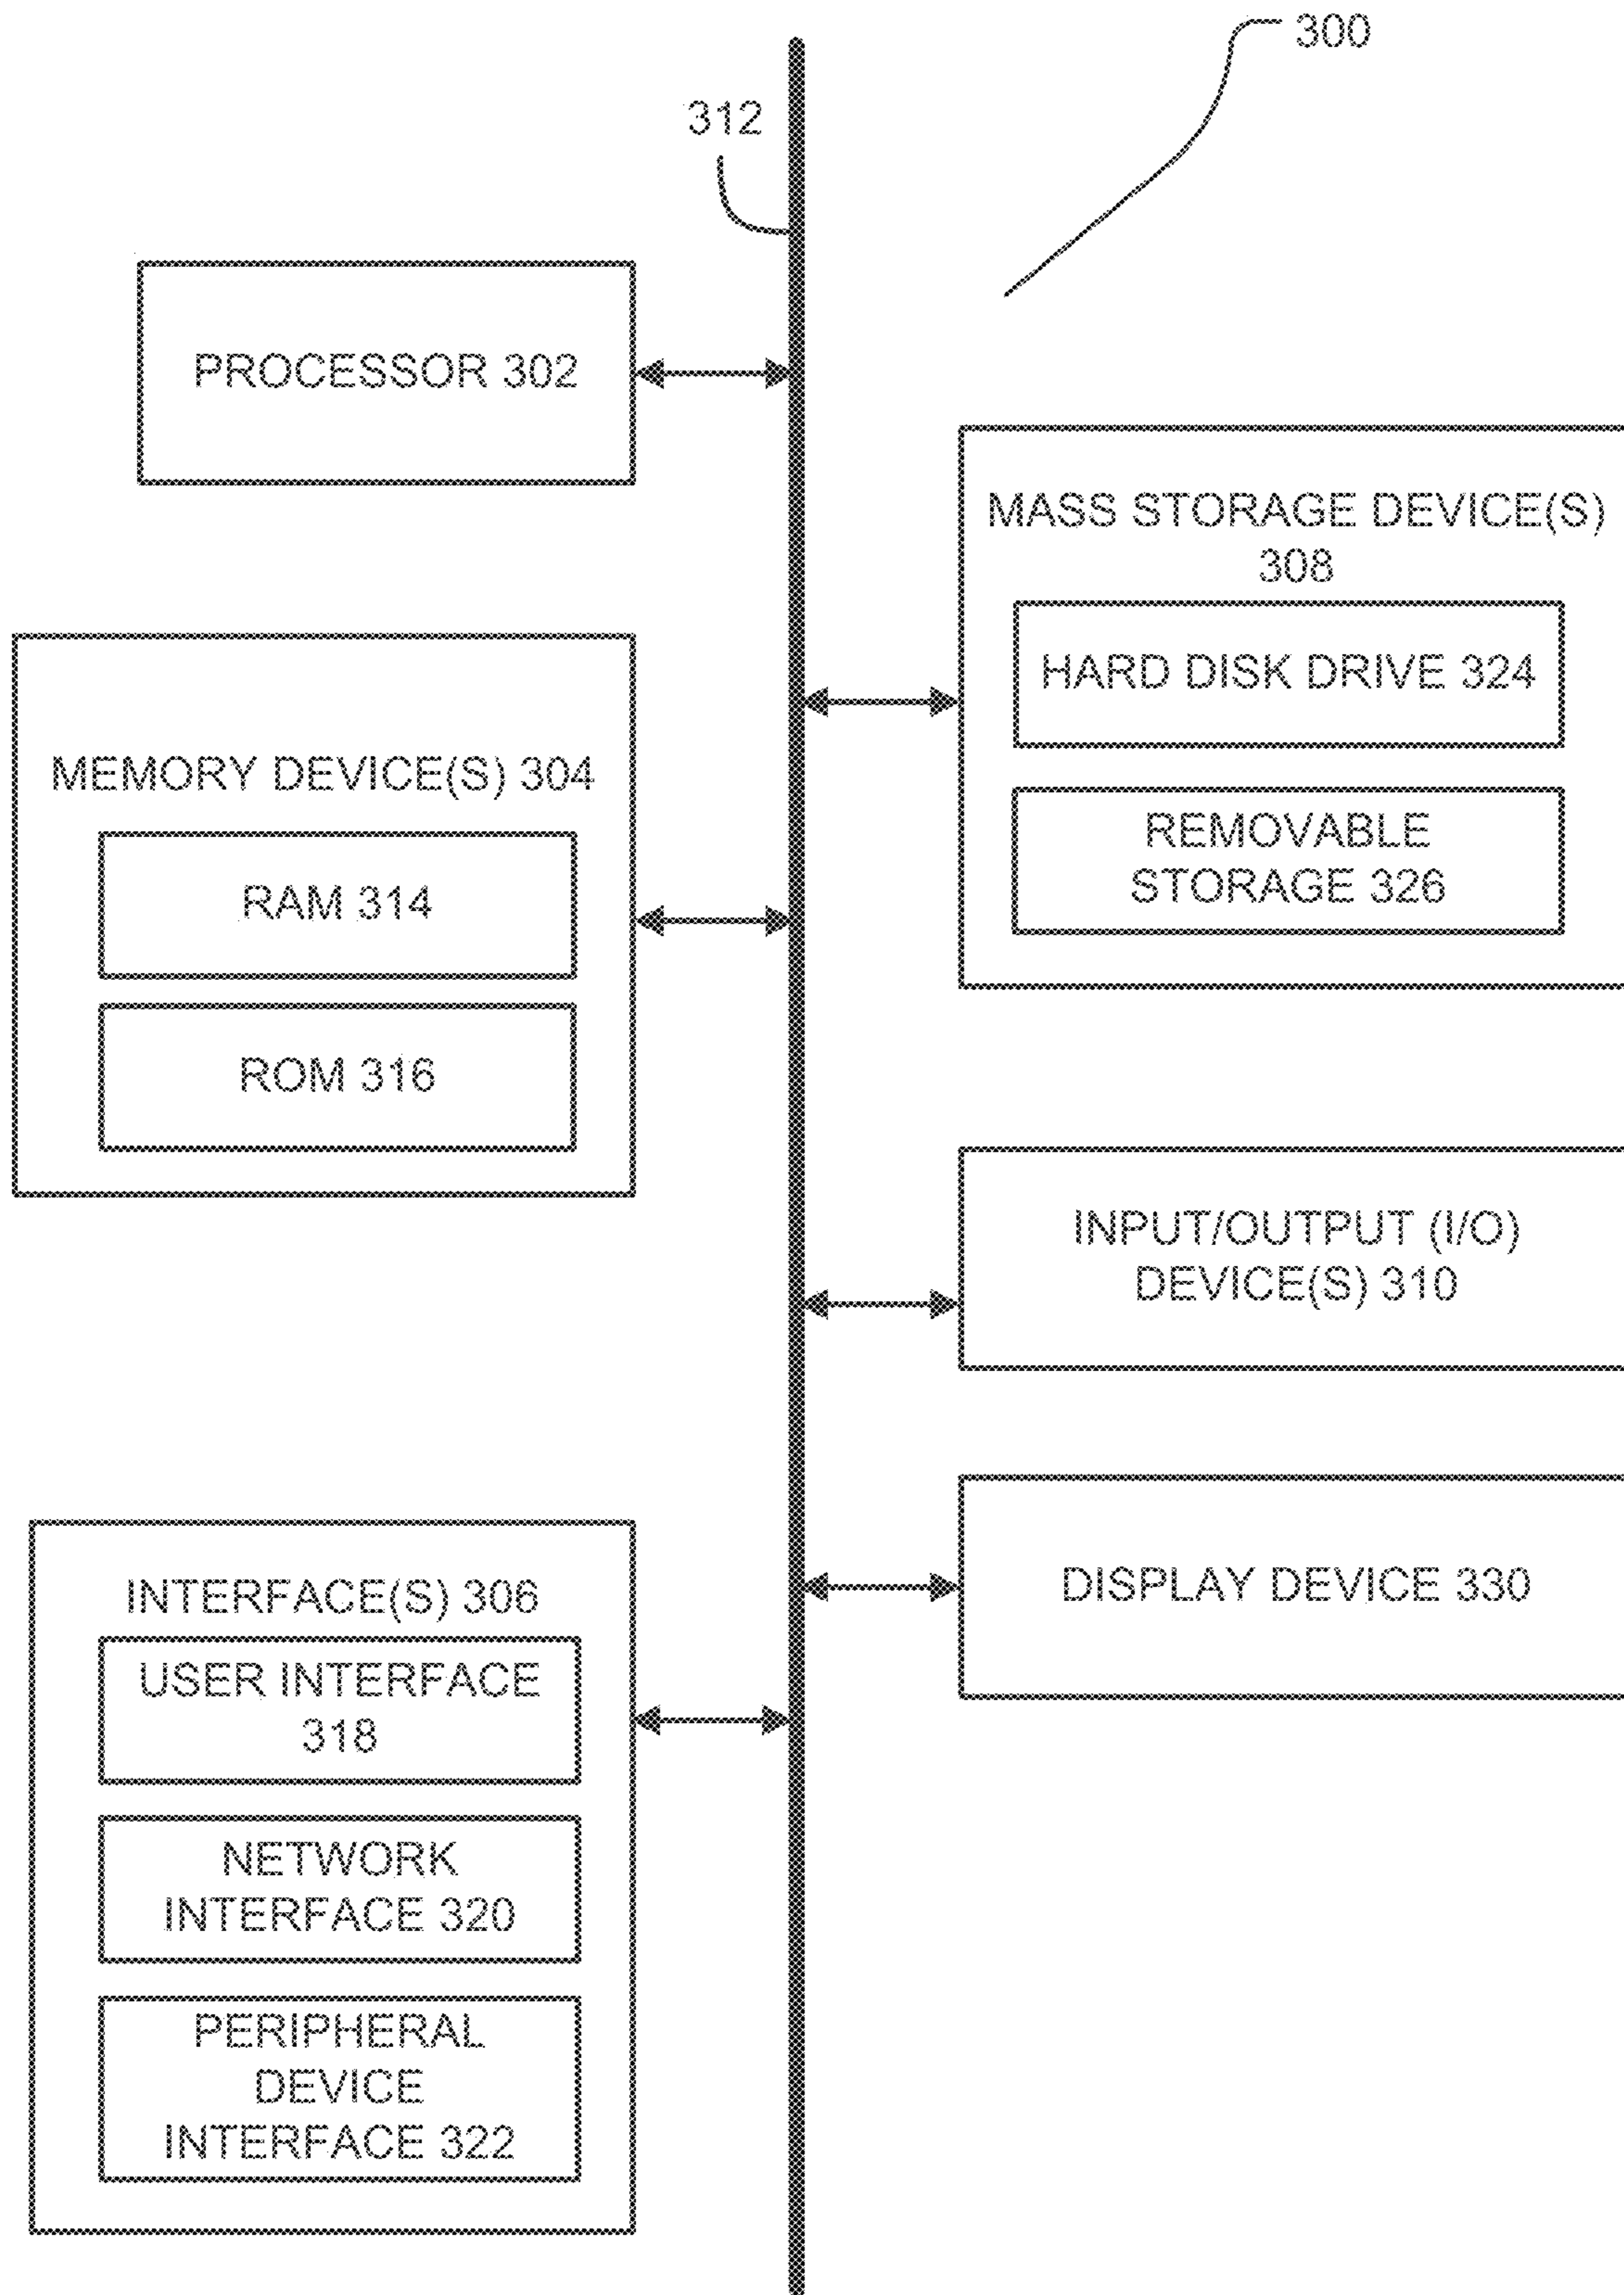 300
312
PROCESSOR 302
MASS STORAGE DEVICE(S)
308
HARD DISK DRIVE 324
REMOVABLE
STORAGE 326
MEMORY DEVICE(S) 304
RAM 314
ROM 316
INPUT/OUTPUT (I/O)
DEVICE(S) 310
DISPLAY DEVICE 330
INTERFACE(S) 306
USER INTERFACE
318
NETWORK
INTERFACE 320
PERIPHERAL
DEVICE
INTERFACE 322